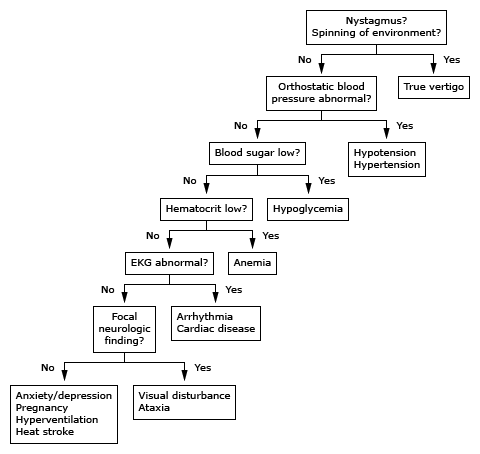 Nystagmus?
Spinning of environment?
No
Yes
Orthostatic blood
pressure abnormal?
True vertigo
No
Yes
Blood sugar low?
Hypotension
Hypertension
No
Yes
Hematocrit low?
Hypoglycemia
No
Yes
EKG abnormal?
Anemia
No
Yes
Focal
neurologic
finding?
Arrhythmia
Cardiac disease
No
Yes
Anxiety/depression
Pregnancy
Hyperventilation
Heat stroke
Visual disturbance
Ataxia